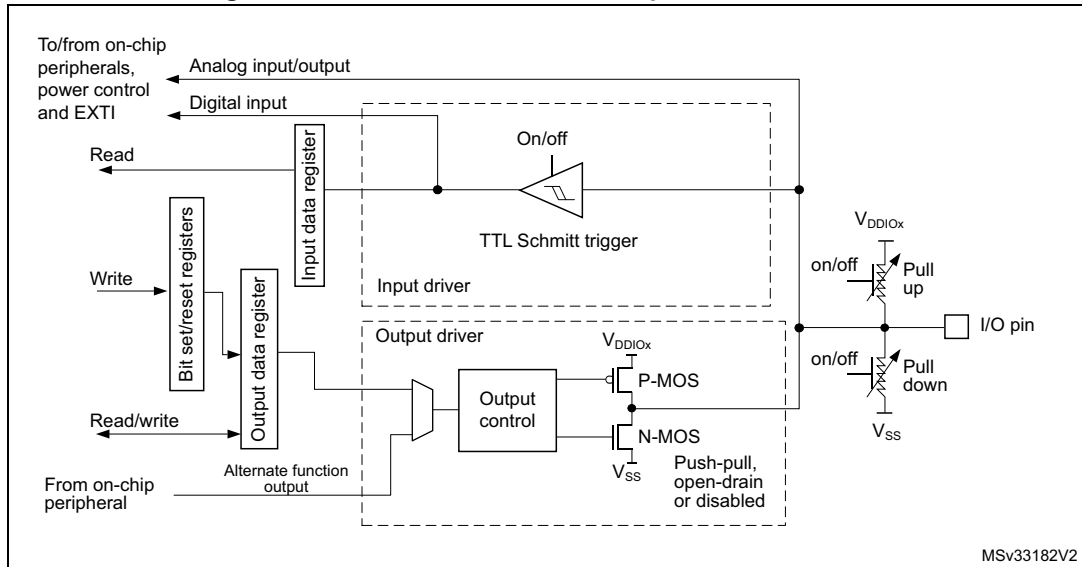 To/from on-chip
peripherals,
power control
and EXTI
Analog input/output
Digital input
Read
Write
Read/write
From on-chip
peripheral
Alternate function
output
Bit set/reset registers
Output data register
Input data register
On/off
TTL Schmitt trigger
Input driver
Output driver
Output
control
VDDIOx
P-MOS
N-MOS
VSS
Push-pull,
open-drain
or disabled
VDDIOx
on/off
Pull
up
I/O pin
on/off
Pull
down
VSS
MSv33182V2